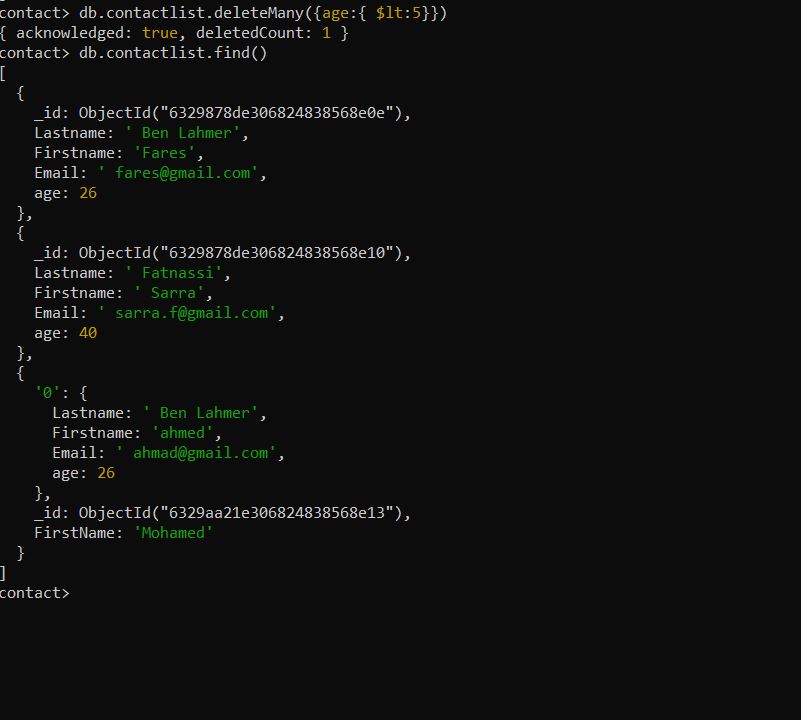 contact> db.contactlist.deleteMany({age:{ $lt:5}})
{ acknowledged: true, deletedCount: 1 }
contact> db.contactlist.find()
[
  {
    _id: ObjectId("6329878de306824838568e0e"),
    Lastname: ' Ben Lahmer',
    Firstname: 'Fares',
    Email: ' fares@gmail.com',
    age: 26
  },
  {
    _id: ObjectId("6329878de306824838568e10"),
    Lastname: ' Fatnassi',
    Firstname: ' Sarra',
    Email: ' sarra.f@gmail.com',
    age: 40
  },
  {
    '0': {
      Lastname: ' Ben Lahmer',
      Firstname: 'ahmed',
      Email: ' ahmad@gmail.com',
      age: 26
    },
    _id: ObjectId("6329aa21e306824838568e13"),
    FirstName: 'Mohamed'
  }
]
contact>